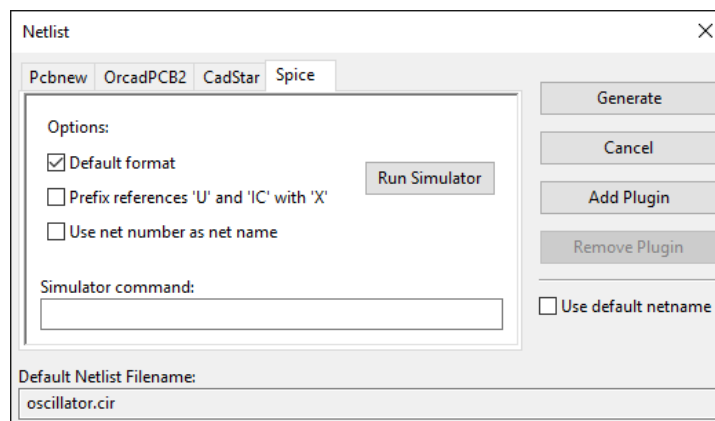 Netlist
Pcbnew OrcadPCB2 CadStar Spice
Options:
Default format
Prefix references 'U' and 'IC' with 'X'
Use net number as net name
Run Simulator
Simulator command:
Generate
Cancel
Add Plugin
Remove Plugin
Use default netname
Default Netlist Filename:
oscillator.cir